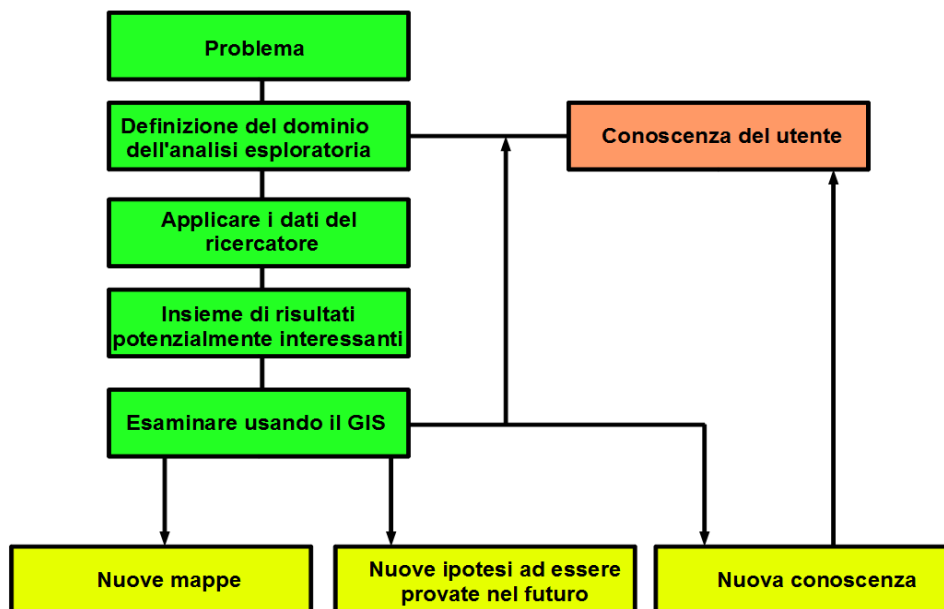 Problema
Definizione del dominio
dell'analisi esploratoria
Conoscenza del utente
Applicare i dati del
ricercatore
Insieme di risultati
potenzialmente interessanti
Esaminare usando il GIS
Nuove mappe
Nuove ipotesi ad essere
provate nel futuro
Nuova conoscenza